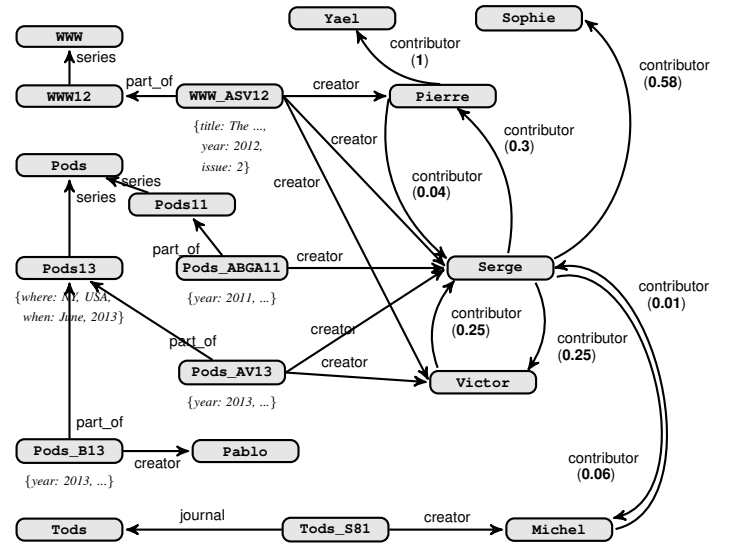 Yael
Sophie
WWW
contributor
(1)
series
contributor
(0.58)
part_of
creator
WWW12
WWW_ASV12
Pierre
{title: The ...,
year: 2012,
issue: 2}
creator
contributor
(0.3)
Pods
series
creator
contributor
(0.04)
series
Pods11
part_of
creator
Pods13
Pods_ABGA11
Serge
{where: NY, USA,
when: June, 2013}
{year: 2011, ...}
contributor
(0.01)
contributor
(0.25)
creator
part_of
contributor
(0.25)
creator
Pods_AV13
Victor
{year: 2013, ...}
part_of
Pods_B13
creator
Pablo
{year: 2013, ...}
contributor
(0.06)
journal
creator
Tods
Tods_S81
Michel